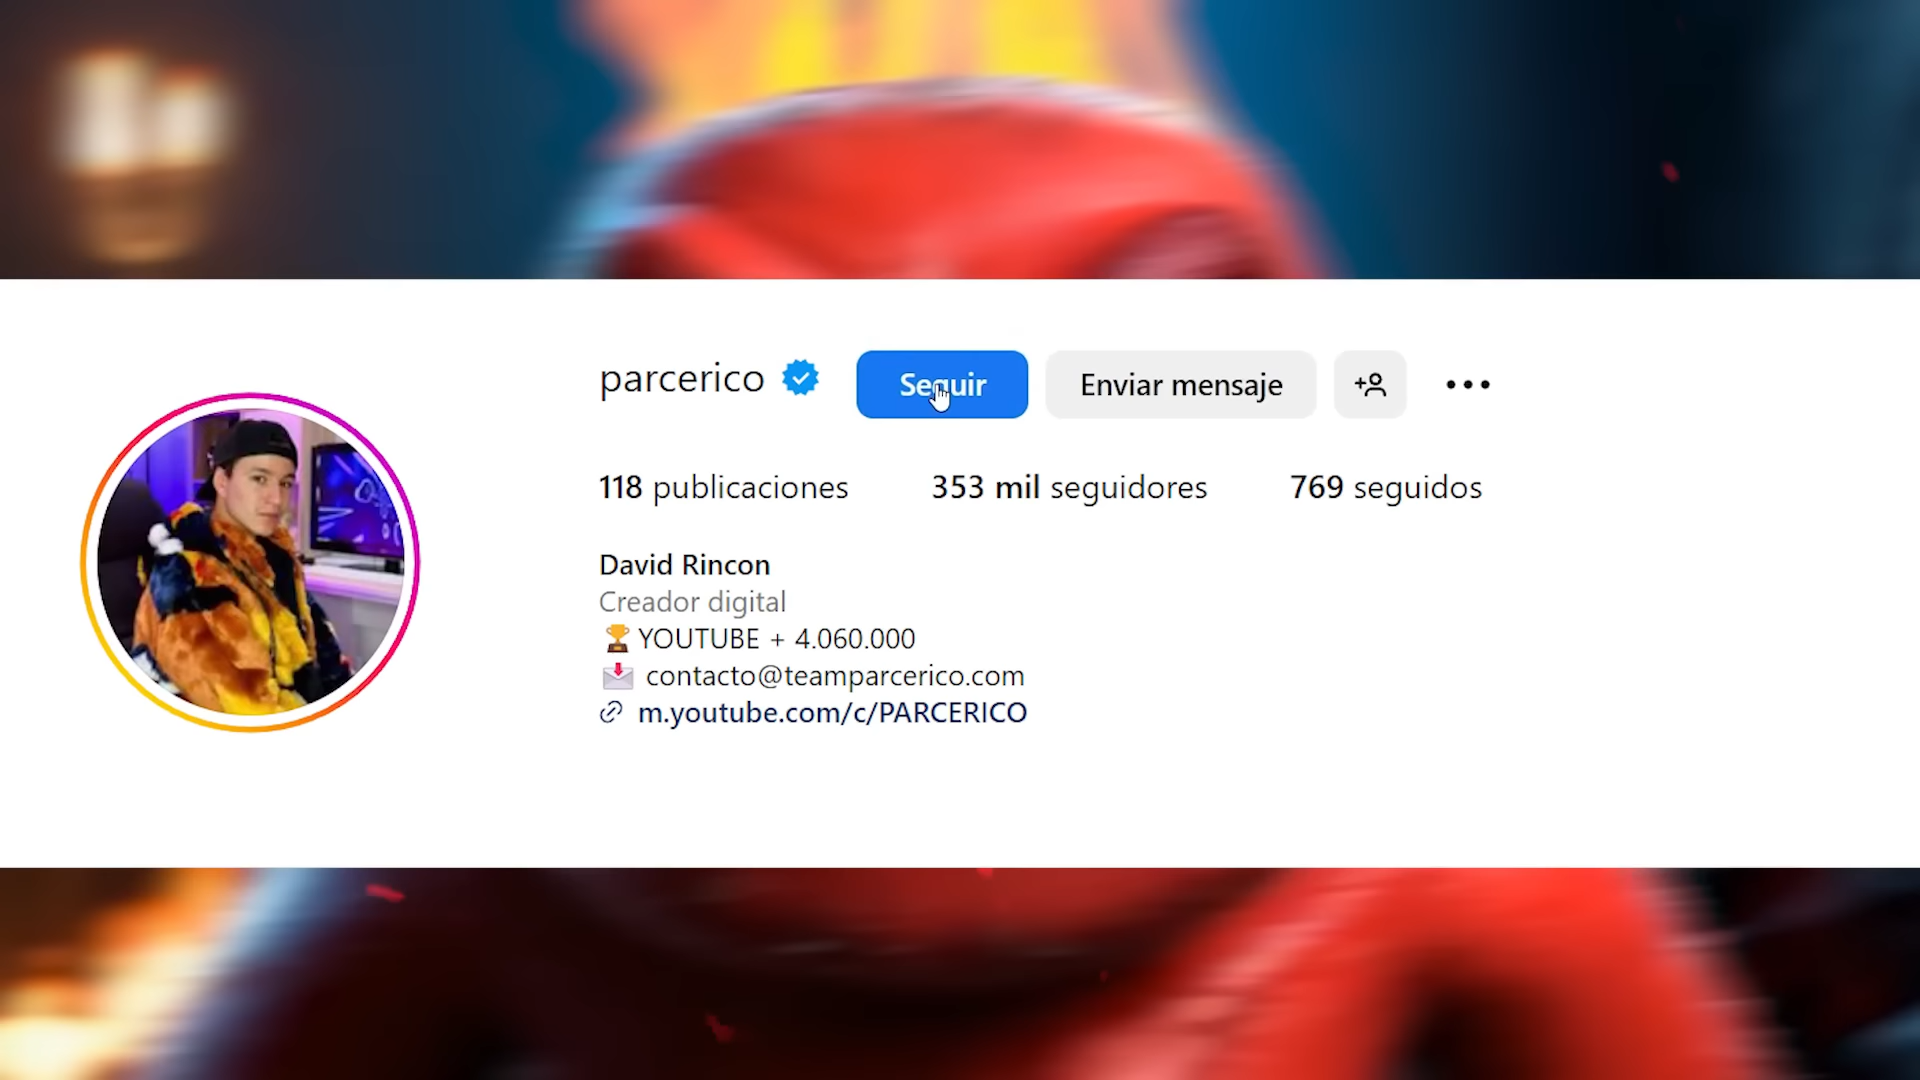 parcerico Seguir Enviar mensaje
118 publicaciones 353 mil seguidores 769 seguidos
David Rincon
Creador digital
🏆YOUTUBE + 4.060.000
📩 contacto@teamparcerico.com
m.youtube.com/c/PARCERICO